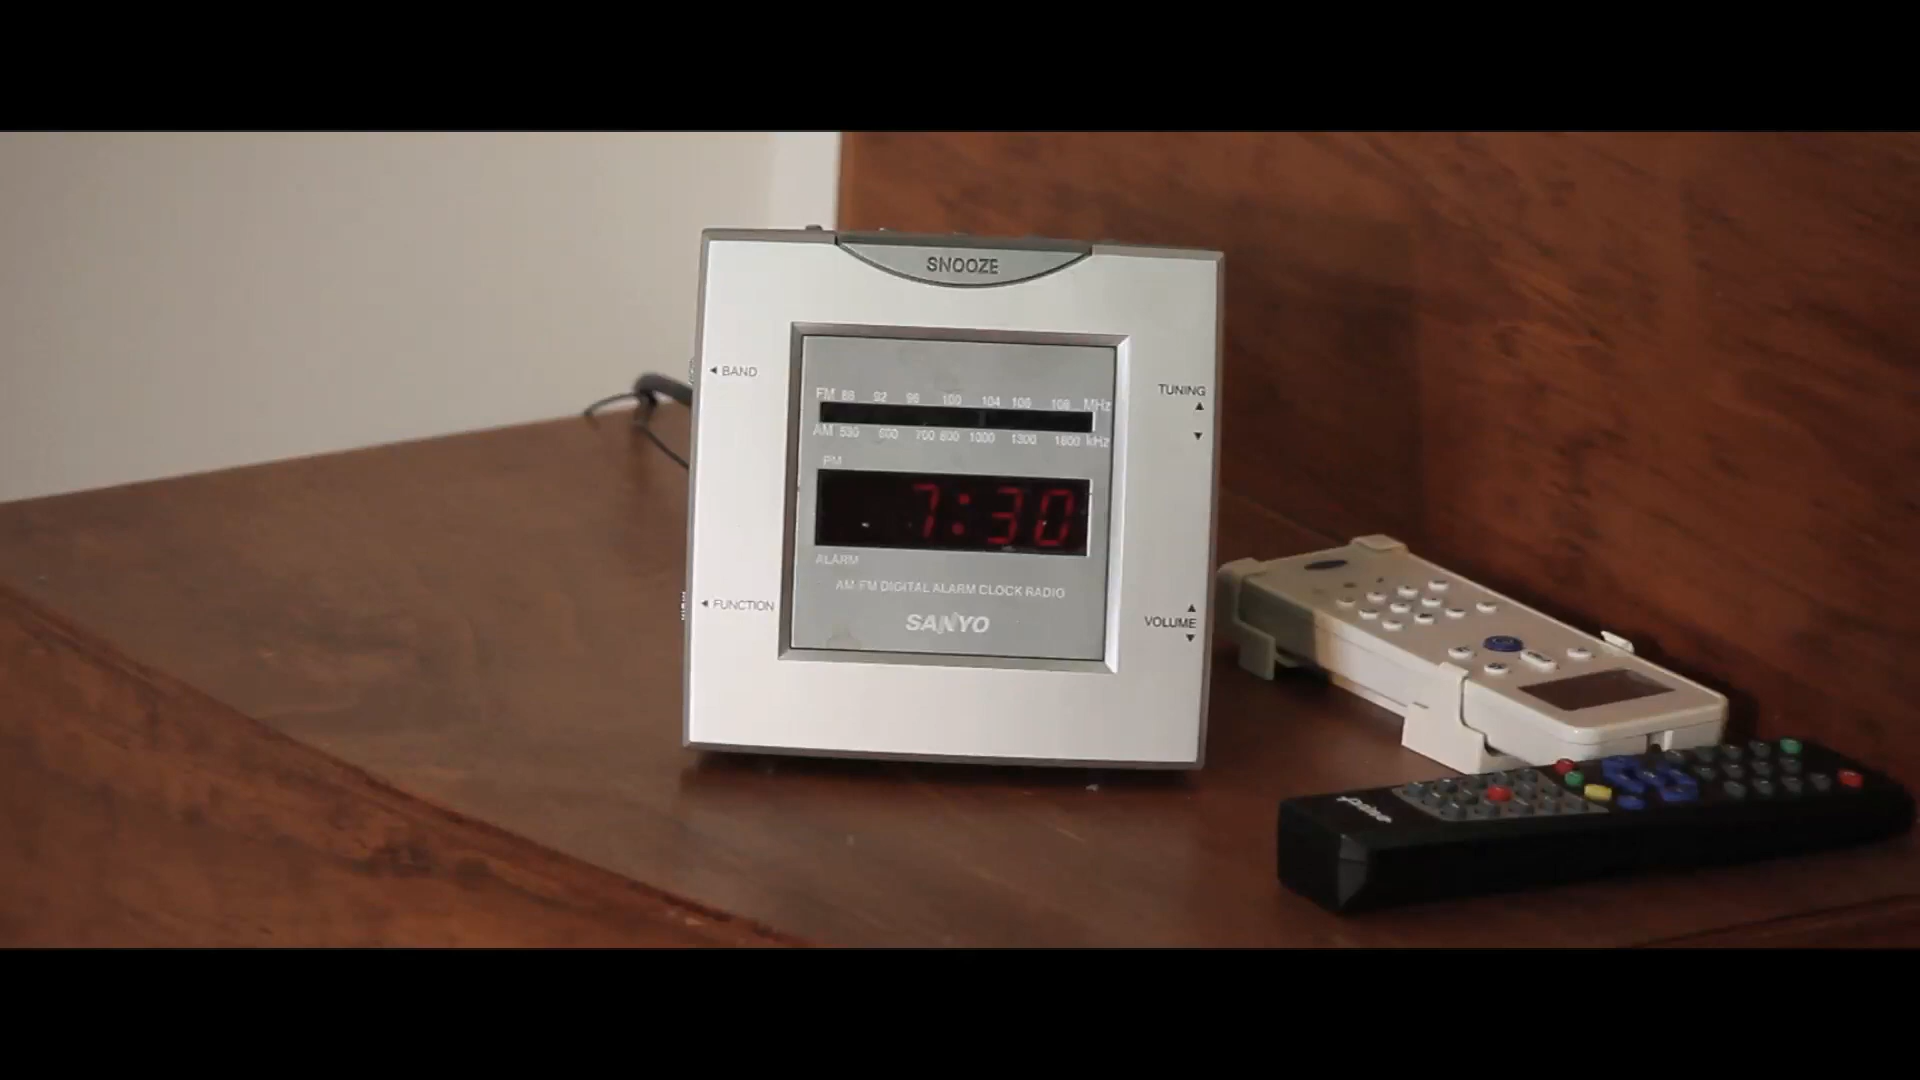 SNOOZE
BAND
TUNING
FM 88 92 96 100 104 106 108 MHz
AM 530 600 700 800 1000 1300 1600 kHz
PM
7:30
ALARM
AM-FM DIGITAL ALARM CLOCK RADIO
FUNCTION
VOLUME
SANYO